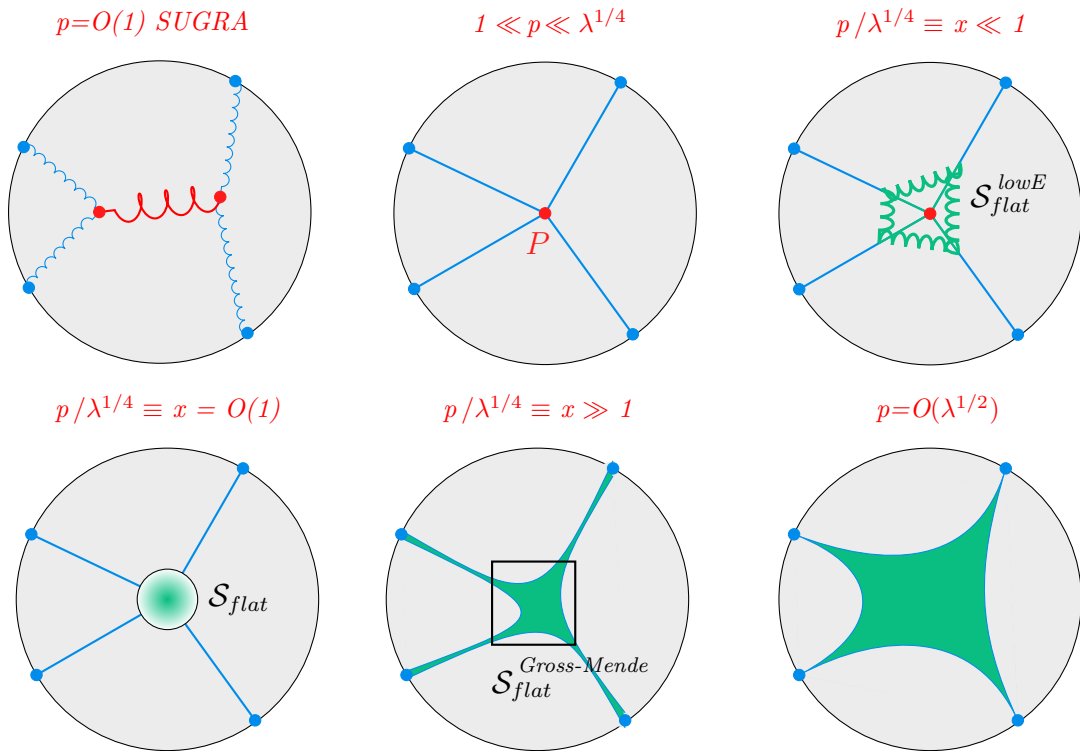 p=O(1) SUGRA
1 ≪ p ≪ λ^{1/4}
p/λ^{1/4} ≡ x ≪ 1
P
S_{flat}^{lowE}
p/λ^{1/4} ≡ x = O(1)
p/λ^{1/4} ≡ x ≫ 1
p=O(λ^{1/2})
S_{flat}
S_{flat}^{Gross-Mende}